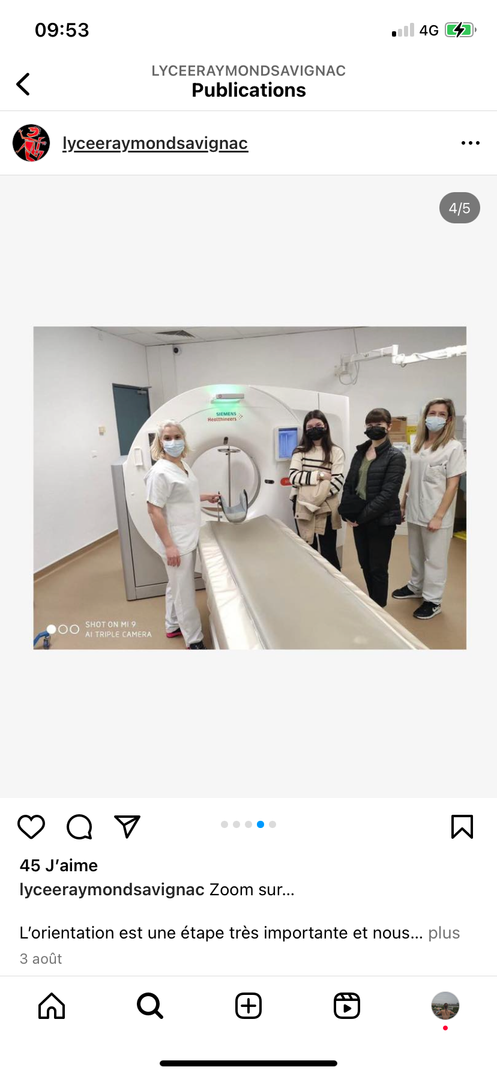 09:53
4G
LYCEERAYMONDSAVIGNAC
Publications
lyceeraymondsavignac
4/5
SIEMENS
Healthineers
SHOT ON MI 9
AI TRIPLE CAMERA
45 J’aime
lyceeraymondsavignac Zoom sur...
L’orientation est une étape très importante et nous... plus
3 août